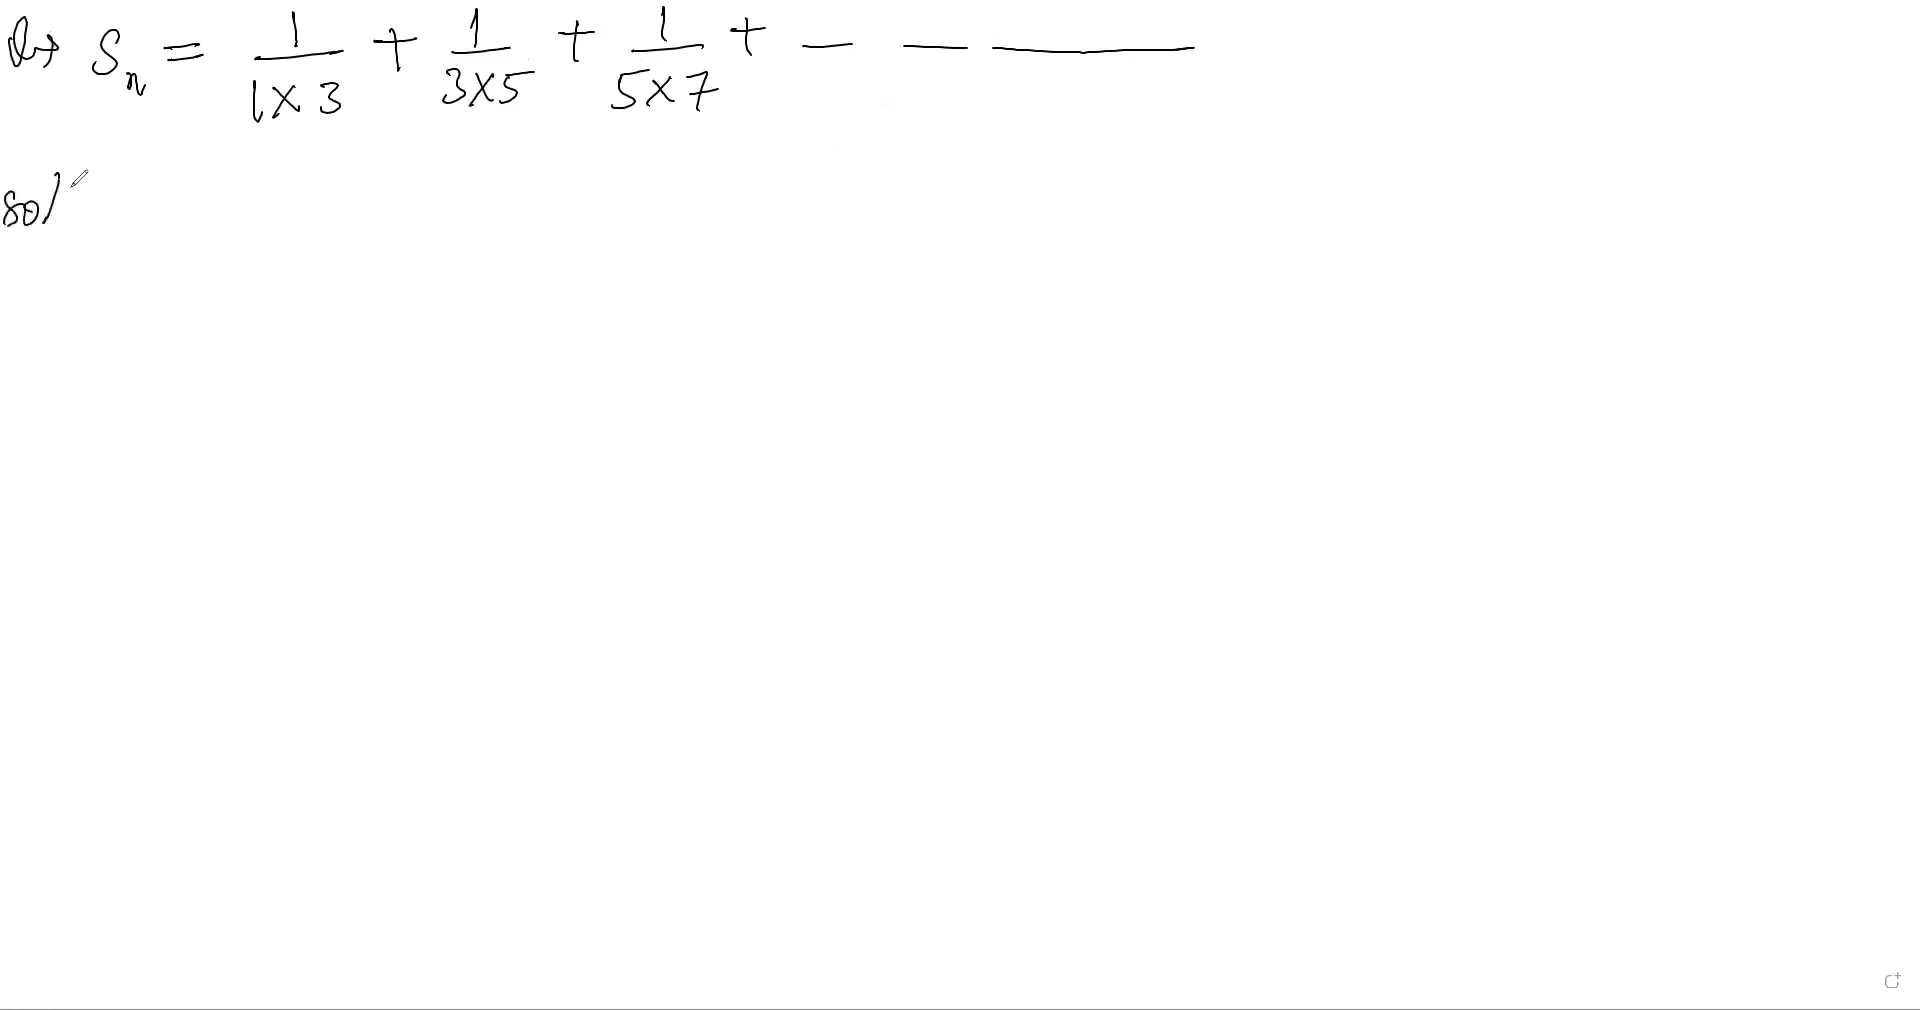 Q→ Sₙ = 1/(1×3) + 1/(3×5) + 1/(5×7) + – – —
sol